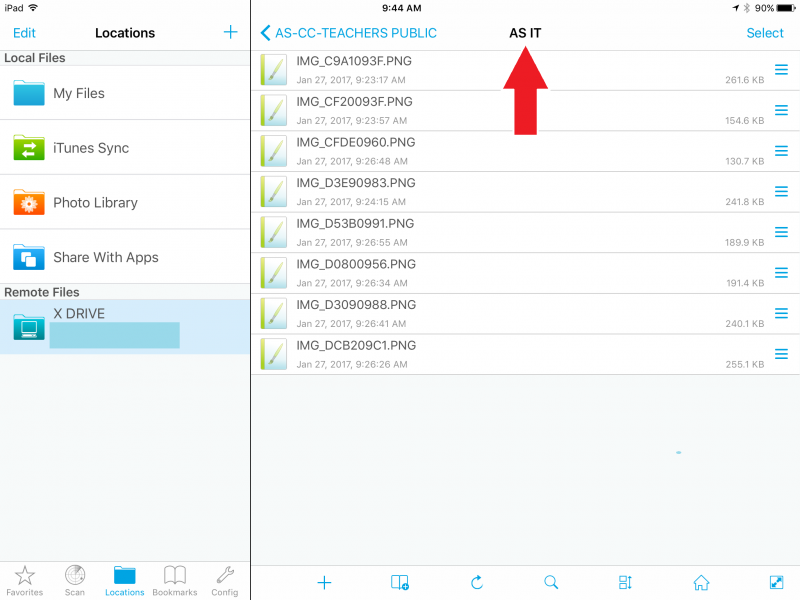 iPad 9:44 AM 90%
Edit Locations +
Local Files
My Files
iTunes Sync
Photo Library
Share With Apps
Remote Files
X DRIVE
Favorites Scan Locations Bookmarks Config
AS-CC-TEACHERS PUBLIC AS IT Select
IMG_C9A1093F.PNG
Jan 27, 2017, 9:23:17 AM 261.6 KB
IMG_CF20093F.PNG
Jan 27, 2017, 9:23:57 AM 154.6 KB
IMG_CFDE0960.PNG
Jan 27, 2017, 9:26:48 AM 130.7 KB
IMG_D3E90983.PNG
Jan 27, 2017, 9:24:15 AM 241.8 KB
IMG_D53B0991.PNG
Jan 27, 2017, 9:26:55 AM 189.9 KB
IMG_D0800956.PNG
Jan 27, 2017, 9:26:34 AM 191.4 KB
IMG_D3090988.PNG
Jan 27, 2017, 9:26:41 AM 240.1 KB
IMG_DCB209C1.PNG
Jan 27, 2017, 9:26:26 AM 255.1 KB